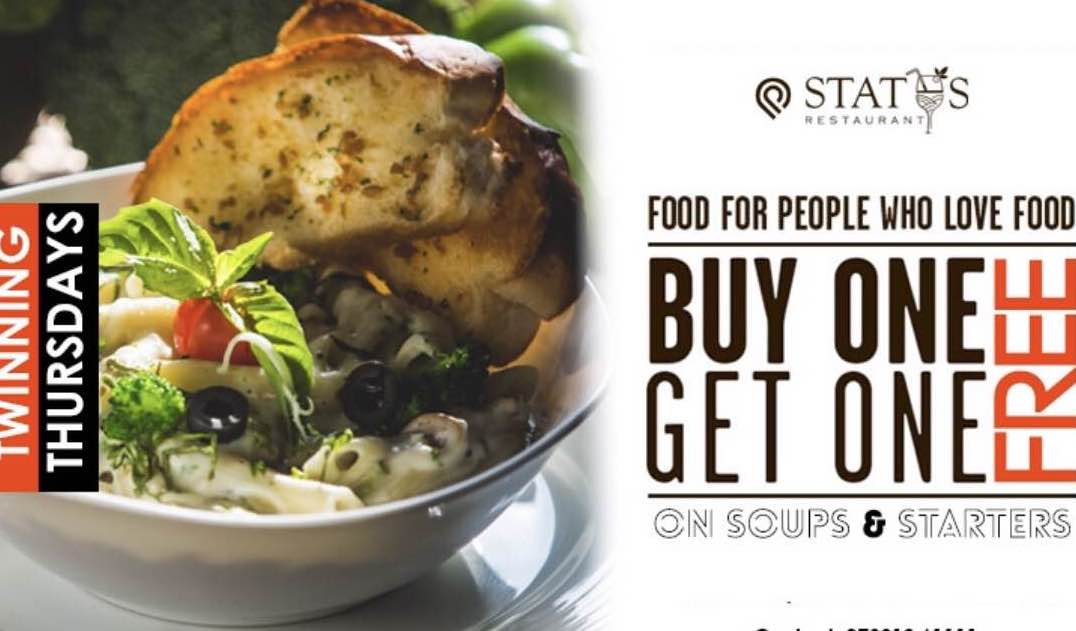 TWINNING
THURSDAYS
STATUS
RESTAURANT
FOOD FOR PEOPLE WHO LOVE FOOD
BUY ONE
GET ONE
FREE
ON SOUPS & STARTERS